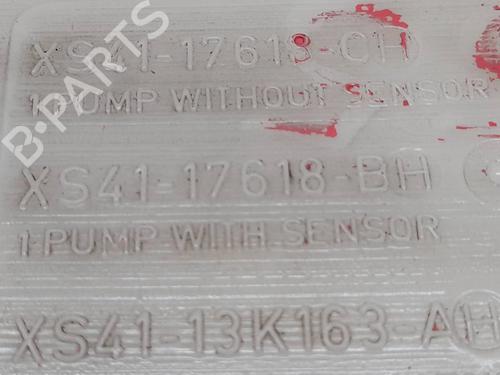 XS41-17618-CH
1 PUMP WITHOUT SENSOR
XS41-17618-BH
1 PUMP WITH SENSOR
XS41-13K163-AH
B-PARTS